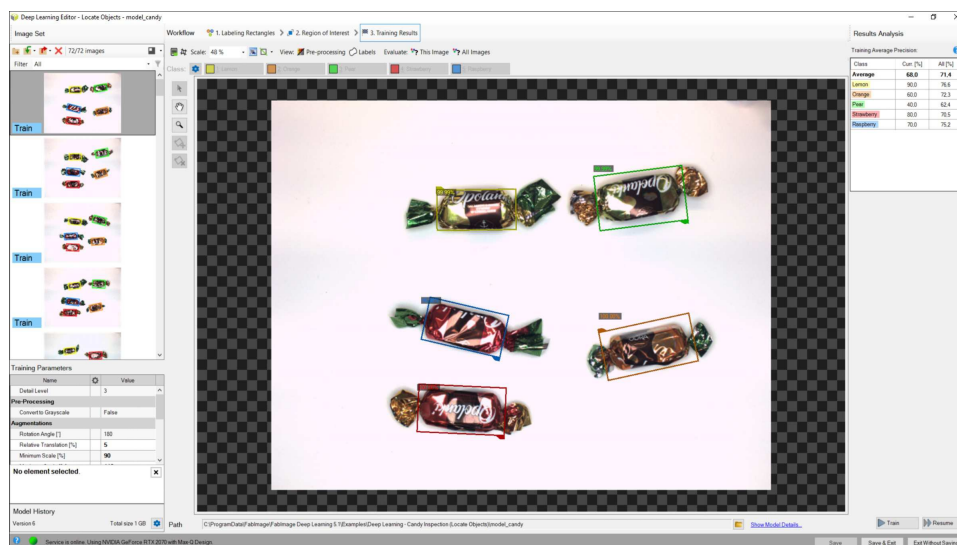 Deep Learning Editor - Locate Objects - model_candy
Image Set
Workflow
1. Labeling Rectangles
2. Region of Interest
3. Training Results
Results Analysis
72/72 images
Scale: 48 %
View:
Pre-processing
Labels
Evaluate:
This Image
All Images
Training Average Precision:
Filter All
Class:
Lemon
Orange
Pear
Strawberry
Raspberry
Class Curr. [%] All [%]
Average 68,0 71,4
Lemon 90,0 76,6
Orange 60,0 72,3
Pear 40,0 62,4
Strawberry 80,0 70,5
Raspberry 70,0 75,2
Train
Train
Train
Train
Opelanki
Opelanki
Training Parameters
Name Value
Detail Level 3
Pre-Processing
Convert to Grayscale False
Augmentations
Rotation Angle [°] 180
Relative Translation [%] 5
Minimum Scale [%] 90
No element selected.
Model History
Version 6 Total size 1 GB
Path
C:\ProgramData\FabImage\FabImage Deep Learning 5.1\Examples\Deep Learning - Candy Inspection (Locate Objects)\model_candy
Show Model Details...
Train
Resume
Service is online. Using NVIDIA GeForce RTX 2070 with Max-Q Design.
Save
Save & Exit
Exit Without Saving